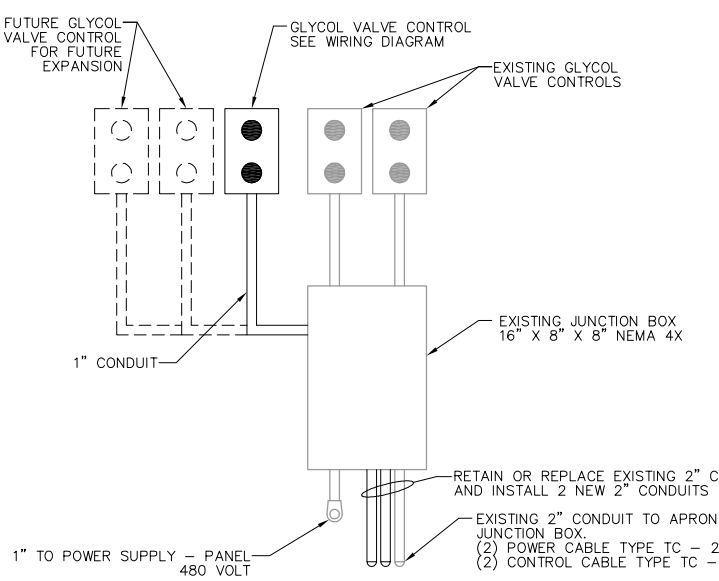 FUTURE GLYCOL
VALVE CONTROL
FOR FUTURE
EXPANSION
GLYCOL VALVE CONTROL
SEE WIRING DIAGRAM
EXISTING GLYCOL
VALVE CONTROLS
EXISTING JUNCTION BOX
16" X 8" X 8" NEMA 4X
1" CONDUIT
RETAIN OR REPLACE EXISTING 2" C
AND INSTALL 2 NEW 2" CONDUITS
EXISTING 2" CONDUIT TO APRON
JUNCTION BOX.
(2) POWER CABLE TYPE TC – 2
(2) CONTROL CABLE TYPE TC –
1" TO POWER SUPPLY – PANEL
480 VOLT